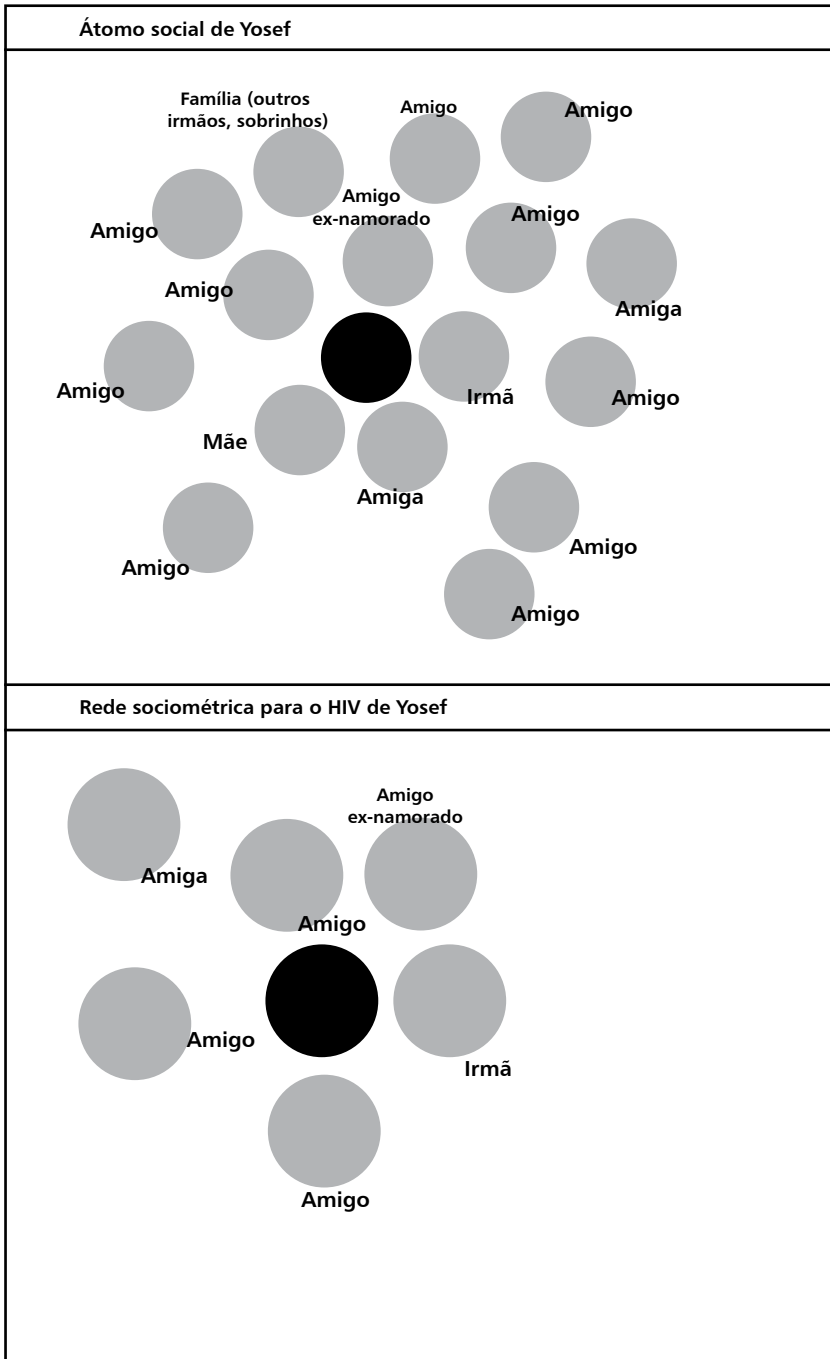 Átomo social de Yosef
Família (outros
irmãos, sobrinhos)
Amigo
Amigo
Amigo
Amigo
ex-namorado
Amigo
Amigo
Amiga
Amigo
Irmã
Amigo
Mãe
Amiga
Amigo
Amigo
Amigo
Rede sociométrica para o HIV de Yosef
Amigo
ex-namorado
Amiga
Amigo
Amigo
Irmã
Amigo